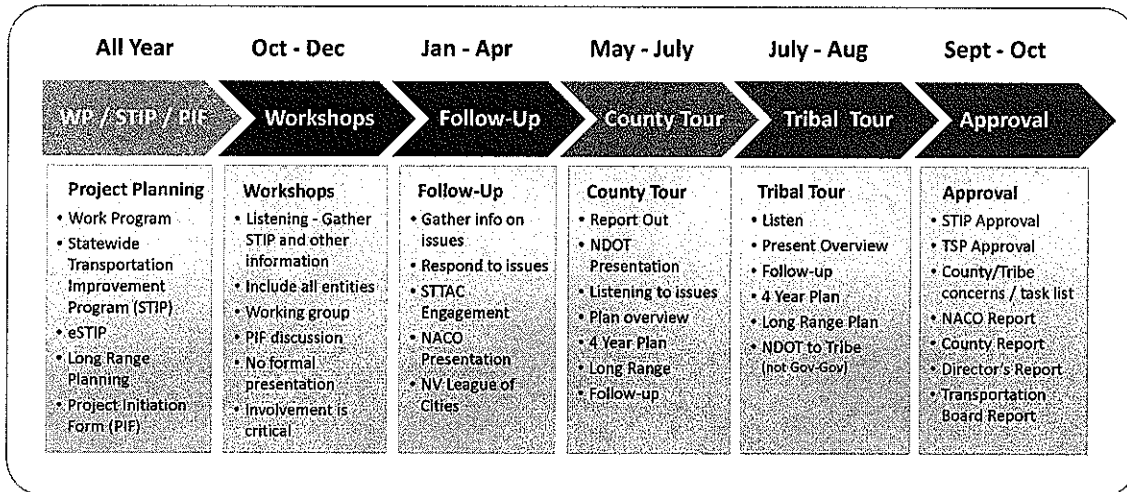 All Year
Oct - Dec
Jan - Apr
May - July
July - Aug
Sept - Oct
WP / STIP / PIF
Workshops
Follow-Up
County Tour
Tribal Tour
Approval
Project Planning
• Work Program
• Statewide
Transportation
Improvement
Program (STIP)
• eSTIP
• Long Range
Planning
• Project Initiation
Form (PIF)
Workshops
• Listening - Gather
STIP and other
information
• Include all entities
• Working group
• PIF discussion
• No formal
presentation
• Involvement is
critical
Follow-Up
• Gather info on
issues
• Respond to issues
• STTAC
Engagement
• NACO
Presentation
• NV League of
Cities
County Tour
• Report Out
• NDOT
Presentation
• Listening to issues
• Plan overview
• 4 Year Plan
• Long Range
• Follow-up
Tribal Tour
• Listen
• Present Overview
• Follow-up
• 4 Year Plan
• Long Range Plan
• NDOT to Tribe
(not Gov-Gov)
Approval
• STIP Approval
• TSP Approval
• County/Tribe
concerns / task list
• NACO Report
• County Report
• Director's Report
• Transportation
Board Report